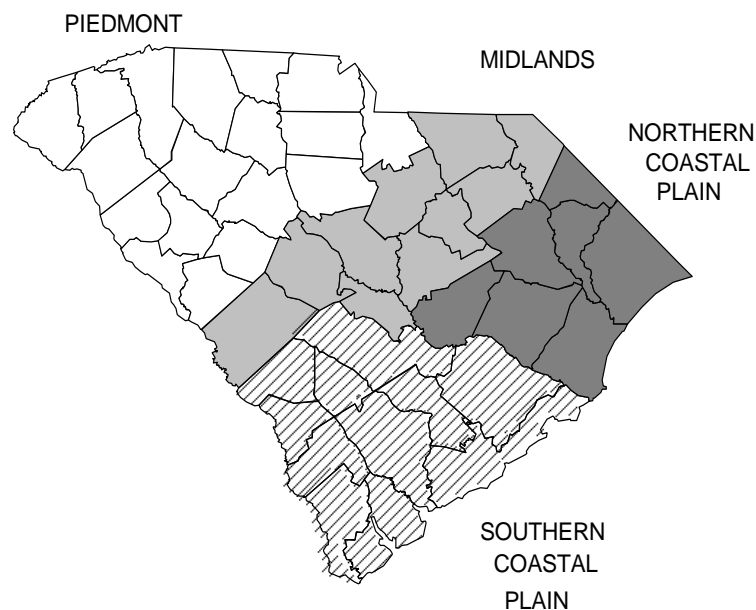 PIEDMONT
MIDLANDS
NORTHERN
COASTAL
PLAIN
SOUTHERN
COASTAL
PLAIN